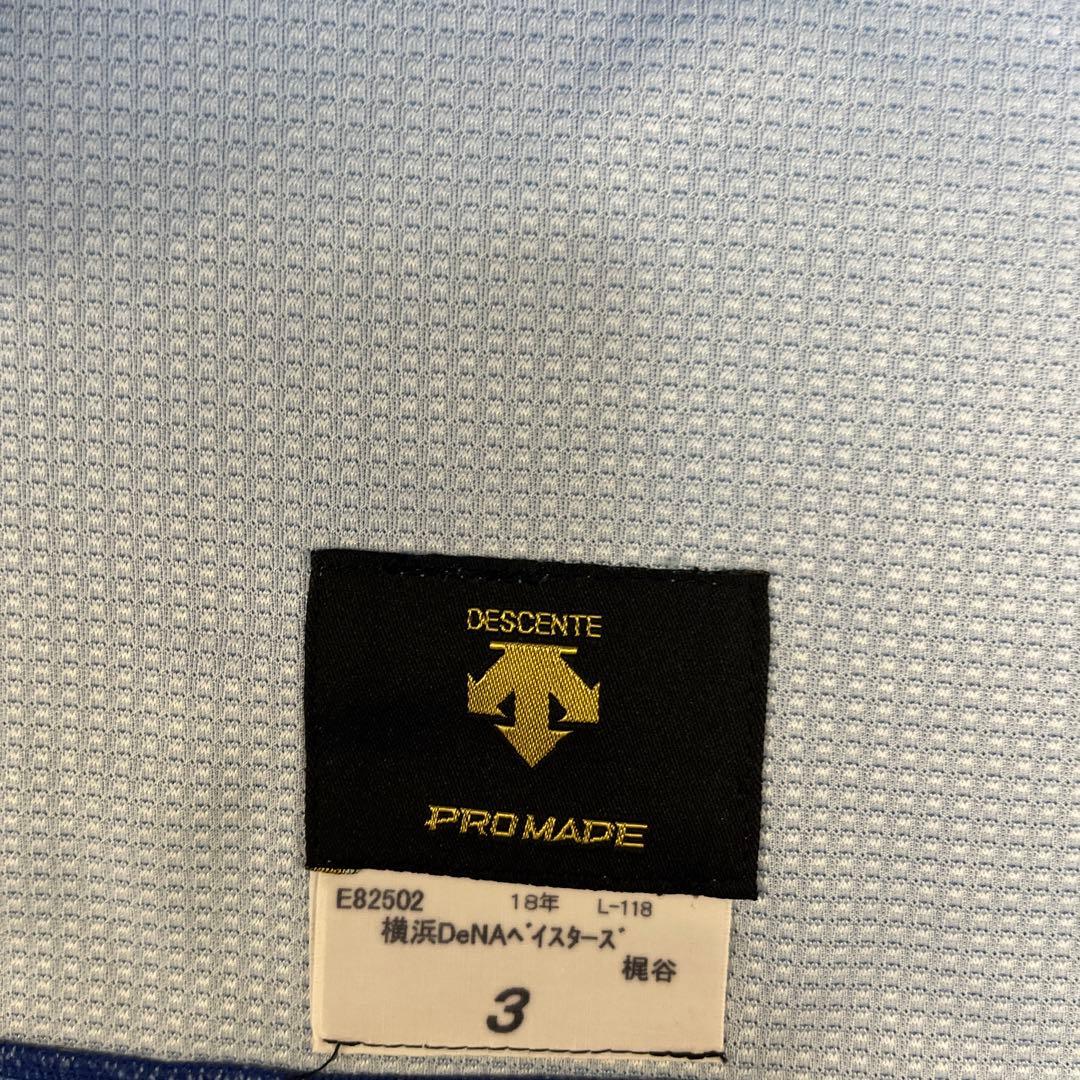 DESCENTE
PRO MADE
E82502 18年 L-118
横浜DeNAﾍﾞｲｽﾀｰｽﾞ
梶谷
3